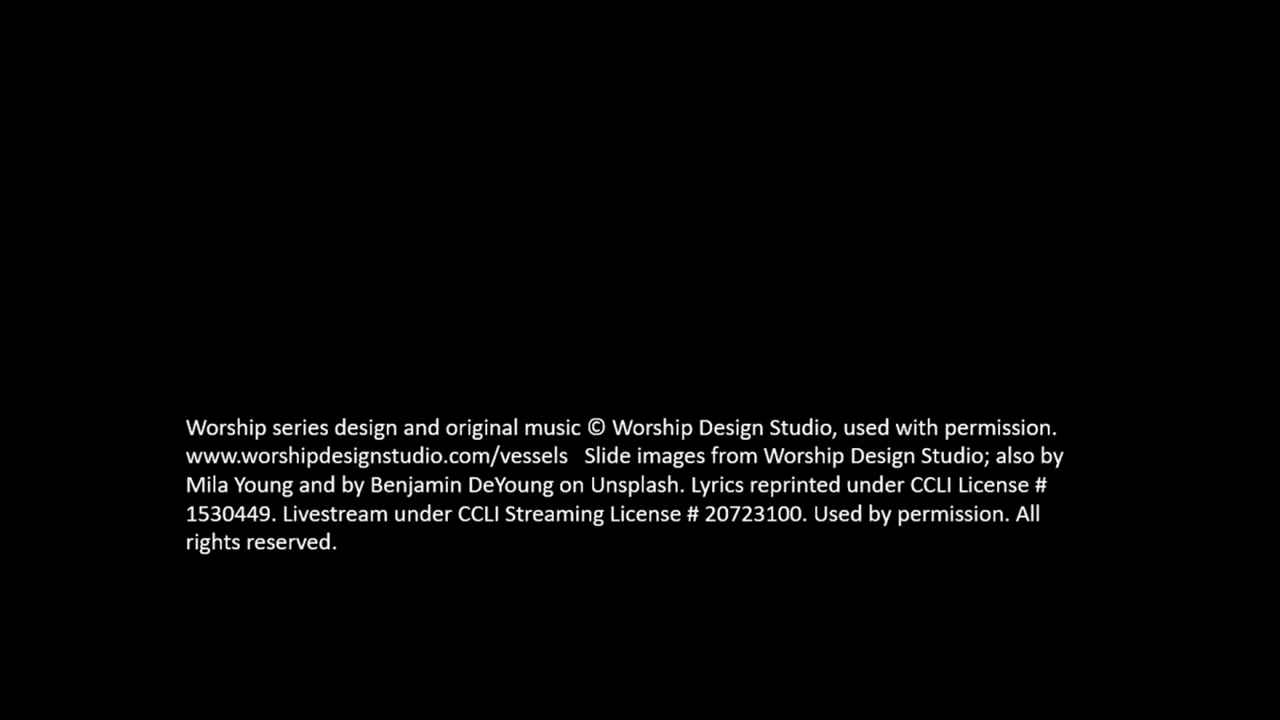 Worship series design and original music © Worship Design Studio, used with permission.
www.worshipdesignstudio.com/vessels   Slide images from Worship Design Studio; also by
Mila Young and by Benjamin DeYoung on Unsplash. Lyrics reprinted under CCLI License #
1530449. Livestream under CCLI Streaming License # 20723100. Used by permission. All
rights reserved.